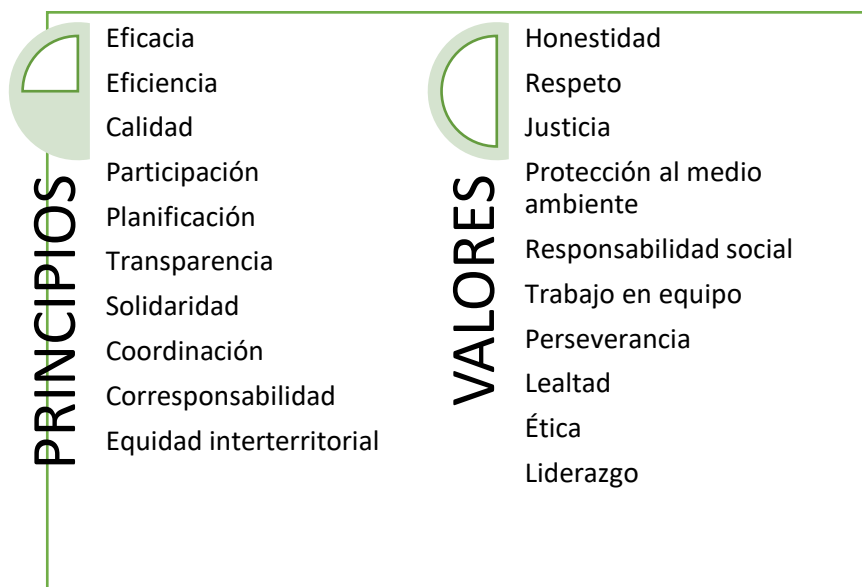 PRINCIPIOS
Eficacia
Eficiencia
Calidad
Participación
Planificación
Transparencia
Solidaridad
Coordinación
Corresponsabilidad
Equidad interterritorial
VALORES
Honestidad
Respeto
Justicia
Protección al medio
ambiente
Responsabilidad social
Trabajo en equipo
Perseverancia
Lealtad
Ética
Liderazgo